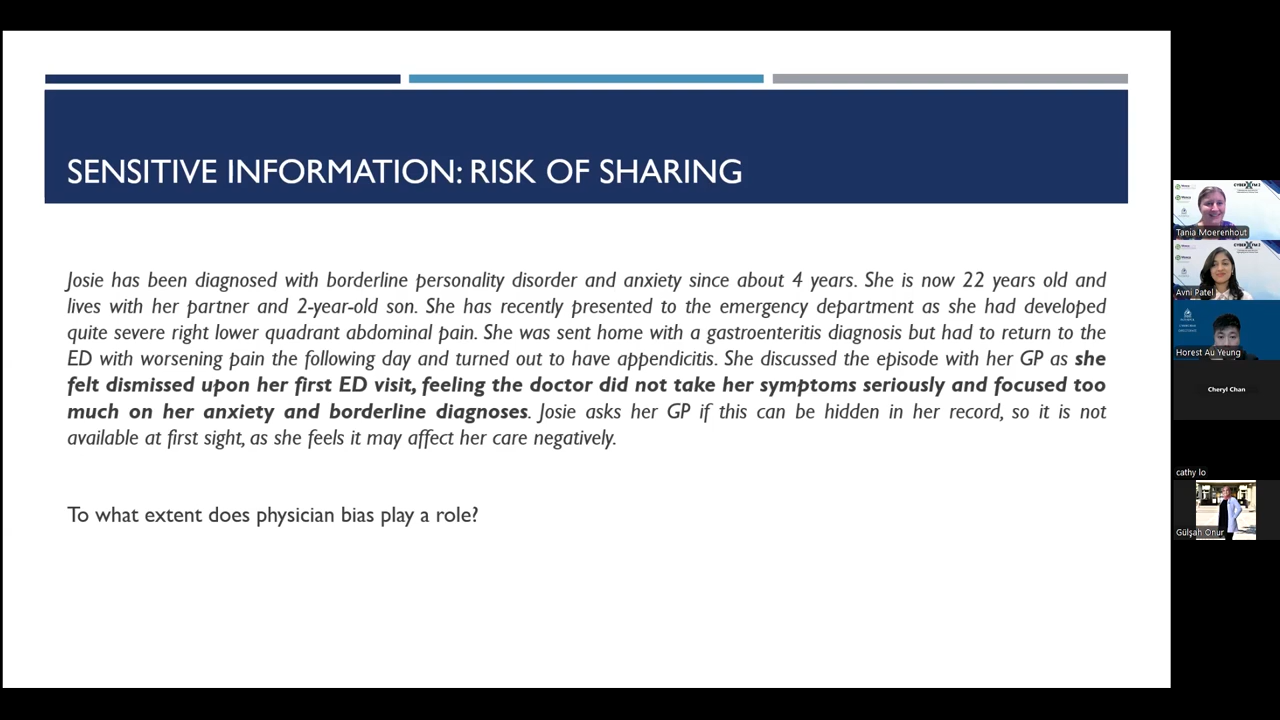 SENSITIVE INFORMATION: RISK OF SHARING
Josie has been diagnosed with borderline personality disorder and anxiety since about 4 years. She is now 22 years old and
lives with her partner and 2-year-old son. She has recently presented to the emergency department as she had developed
quite severe right lower quadrant abdominal pain. She was sent home with a gastroenteritis diagnosis but had to return to the
ED with worsening pain the following day and turned out to have appendicitis. She discussed the episode with her GP as she
felt dismissed upon her first ED visit, feeling the doctor did not take her symptoms seriously and focused too
much on her anxiety and borderline diagnoses. Josie asks her GP if this can be hidden in her record, so it is not
available at first sight, as she feels it may affect her care negatively.
To what extent does physician bias play a role?
Tania Moerenhout
Avni Patel
Horest Au Yeung
Cheryl Chan
cathy lo
Gülşah Onur